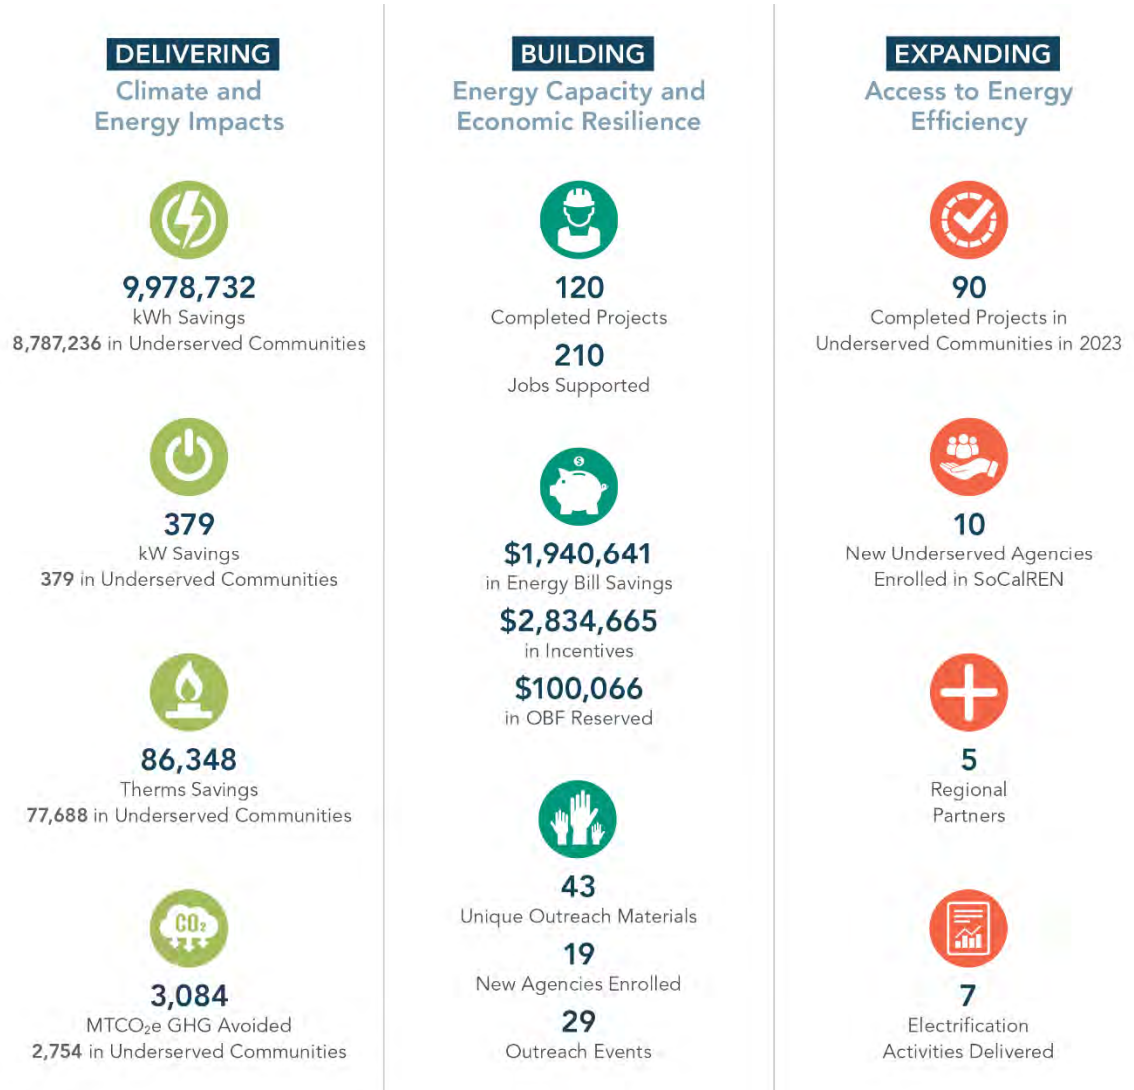 DELIVERING
Climate and
Energy Impacts
9,978,732
kWh Savings
8,787,236 in Underserved Communities
379
kW Savings
379 in Underserved Communities
86,348
Therms Savings
77,688 in Underserved Communities
CO₂
3,084
MTCO₂e GHG Avoided
2,754 in Underserved Communities
BUILDING
Energy Capacity and
Economic Resilience
120
Completed Projects
210
Jobs Supported
$
$1,940,641
in Energy Bill Savings
$2,834,665
in Incentives
$100,066
in OBF Reserved
43
Unique Outreach Materials
19
New Agencies Enrolled
29
Outreach Events
EXPANDING
Access to Energy
Efficiency
90
Completed Projects in
Underserved Communities in 2023
10
New Underserved Agencies
Enrolled in SoCalREN
5
Regional
Partners
7
Electrification
Activities Delivered